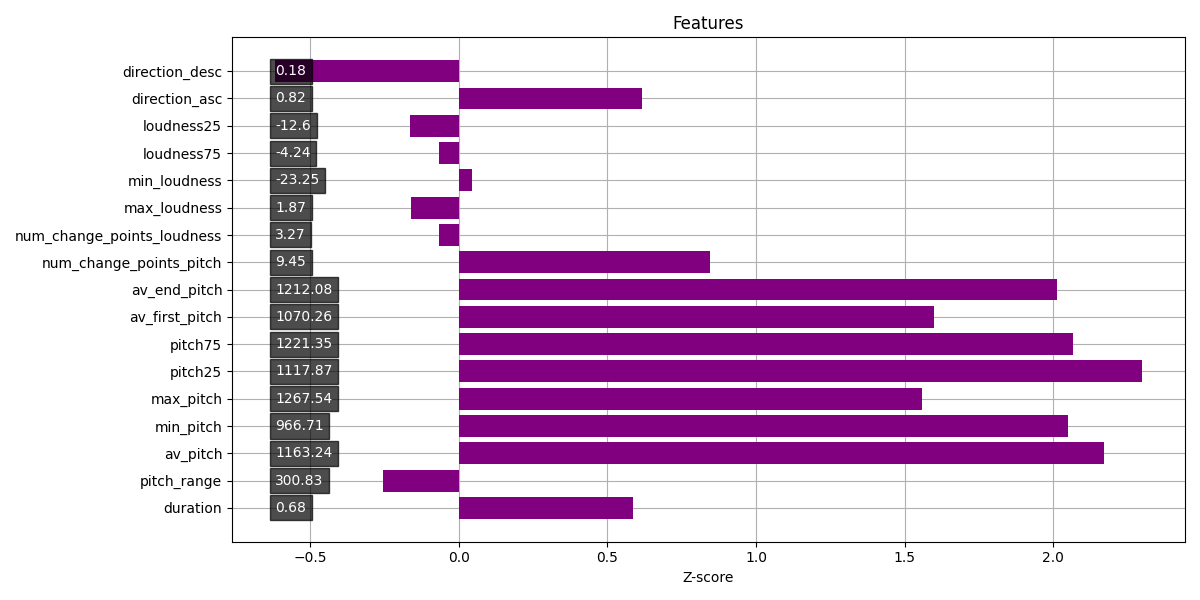 Features
direction_desc 0.18
direction_asc 0.82
loudness25 -12.6
loudness75 -4.24
min_loudness -23.25
max_loudness 1.87
num_change_points_loudness 3.27
num_change_points_pitch 9.45
av_end_pitch 1212.08
av_first_pitch 1070.26
pitch75 1221.35
pitch25 1117.87
max_pitch 1267.54
min_pitch 966.71
av_pitch 1163.24
pitch_range 300.83
duration 0.68
−0.5 0.0 0.5 1.0 1.5 2.0
Z-score